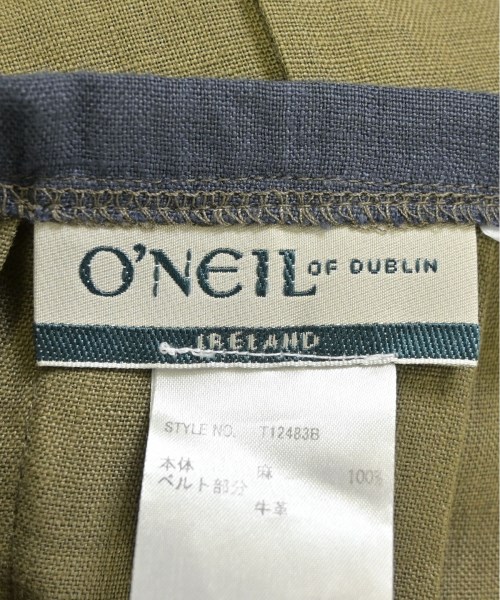 O'NEIL OF DUBLIN
IRELAND
STYLE NO. T12483B
本体 麻 100%
ベルト部分
牛革